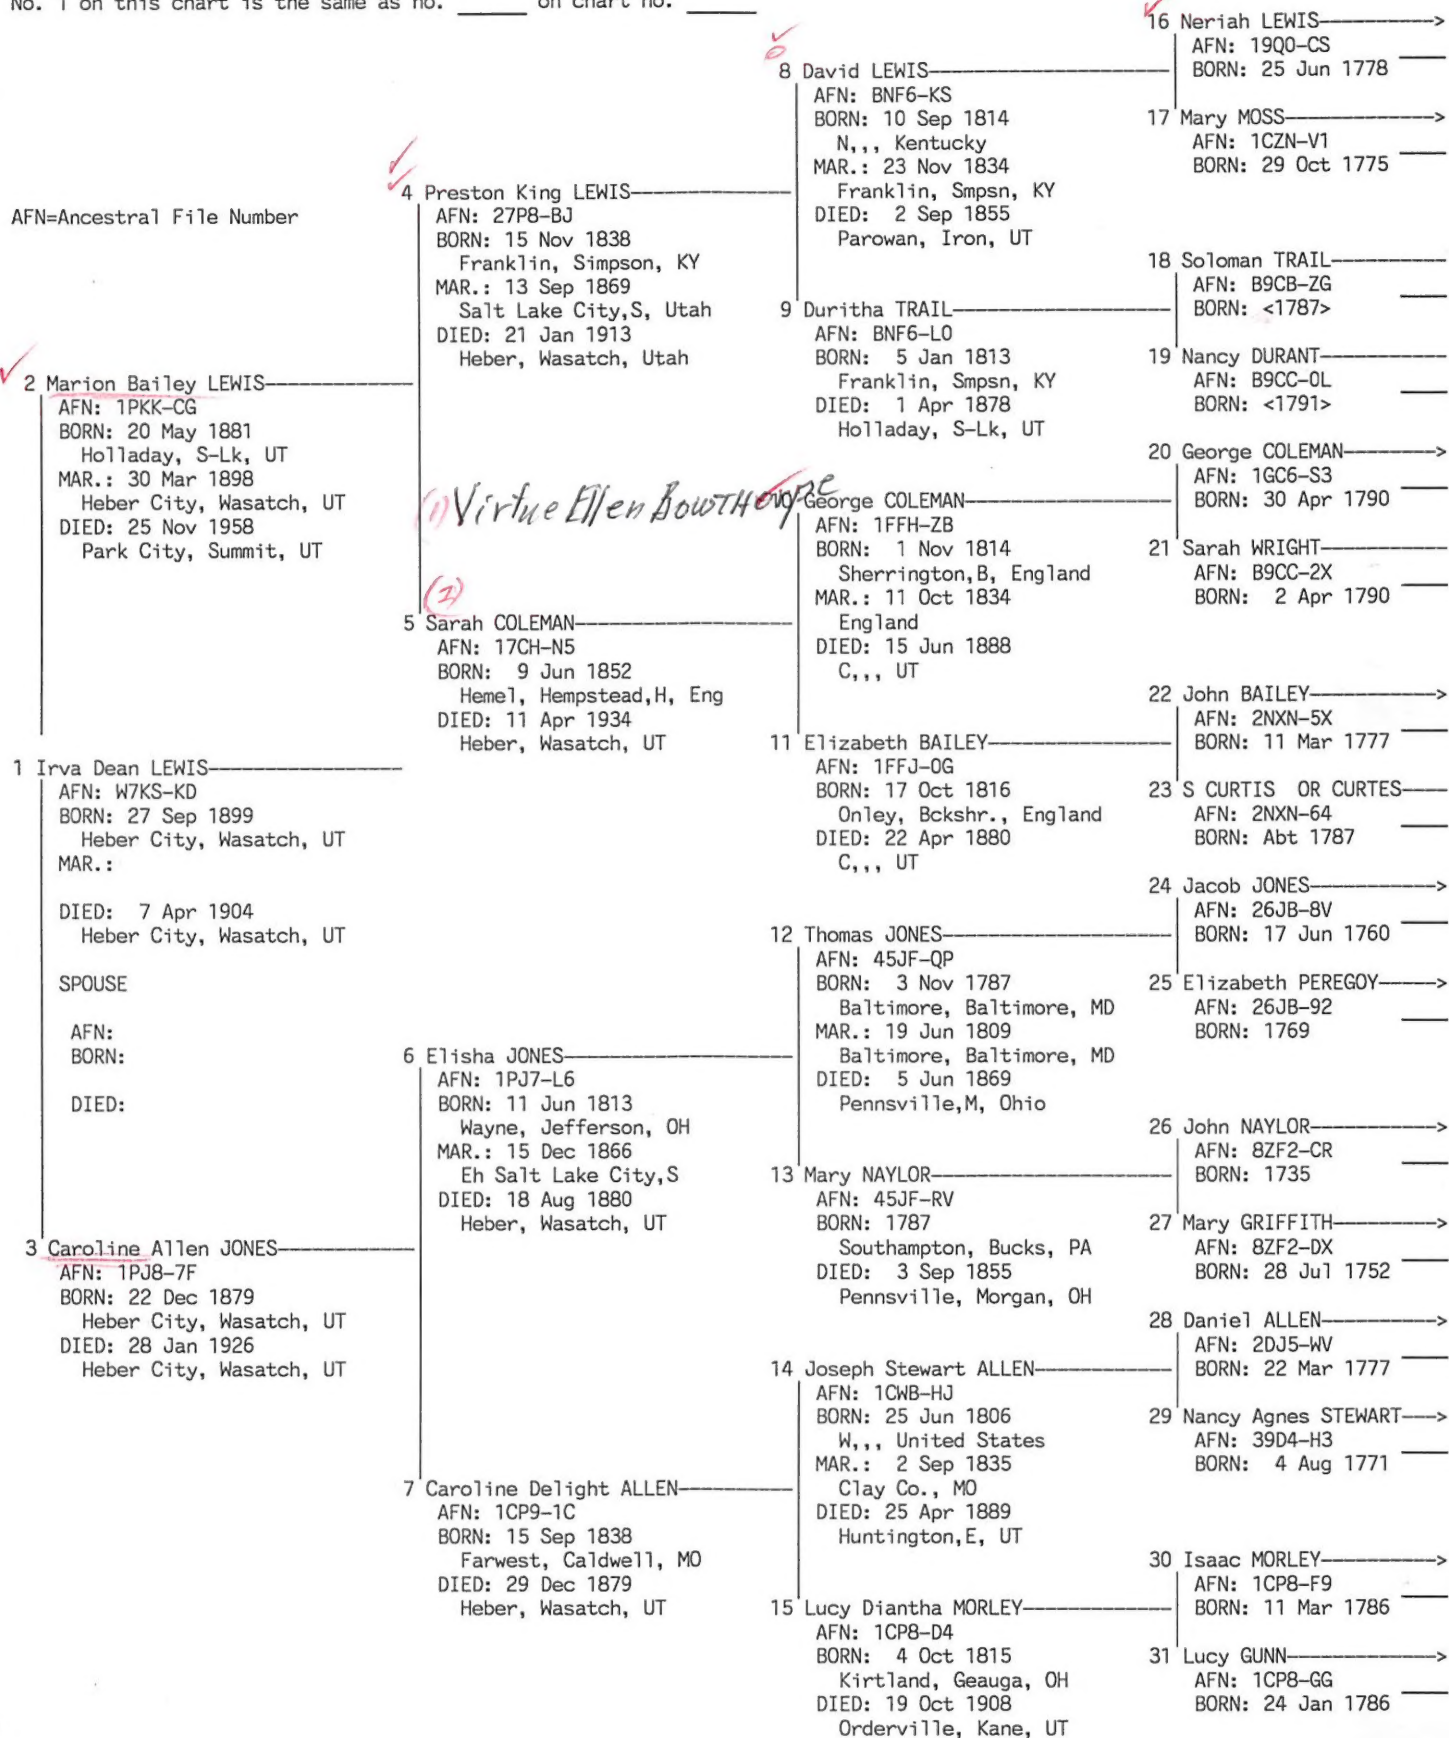 No. 1 on this chart is the same as no. _____ on chart no. _____
AFN=Ancestral File Number
1 Irva Dean LEWIS
AFN: W7KS-KD
BORN: 27 Sep 1899
Heber City, Wasatch, UT
MAR.:
DIED: 7 Apr 1904
Heber City, Wasatch, UT
SPOUSE
AFN:
BORN:
DIED:
2 Marion Bailey LEWIS
AFN: 1PKK-CG
BORN: 20 May 1881
Holladay, S-Lk, UT
MAR.: 30 Mar 1898
Heber City, Wasatch, UT
DIED: 25 Nov 1958
Park City, Summit, UT
3 Caroline Allen JONES
AFN: 1PJ8-7F
BORN: 22 Dec 1879
Heber City, Wasatch, UT
DIED: 28 Jan 1926
Heber City, Wasatch, UT
4 Preston King LEWIS
AFN: 27P8-BJ
BORN: 15 Nov 1838
Franklin, Simpson, KY
MAR.: 13 Sep 1869
Salt Lake City,S, Utah
DIED: 21 Jan 1913
Heber, Wasatch, Utah
(1) Virtue Ellen BowTHorpe
(2)
5 Sarah COLEMAN
AFN: 17CH-N5
BORN: 9 Jun 1852
Hemel, Hempstead,H, Eng
DIED: 11 Apr 1934
Heber, Wasatch, UT
6 Elisha JONES
AFN: 1PJ7-L6
BORN: 11 Jun 1813
Wayne, Jefferson, OH
MAR.: 15 Dec 1866
Eh Salt Lake City,S
DIED: 18 Aug 1880
Heber, Wasatch, UT
7 Caroline Delight ALLEN
AFN: 1CP9-1C
BORN: 15 Sep 1838
Farwest, Caldwell, MO
DIED: 29 Dec 1879
Heber, Wasatch, UT
8 David LEWIS
AFN: BNF6-KS
BORN: 10 Sep 1814
N,,, Kentucky
MAR.: 23 Nov 1834
Franklin, Smpsn, KY
DIED: 2 Sep 1855
Parowan, Iron, UT
9 Duritha TRAIL
AFN: BNF6-L0
BORN: 5 Jan 1813
Franklin, Smpsn, KY
DIED: 1 Apr 1878
Holladay, S-Lk, UT
George COLEMAN
AFN: 1FFH-ZB
BORN: 1 Nov 1814
Sherrington,B, England
MAR.: 11 Oct 1834
England
DIED: 15 Jun 1888
C,,, UT
11 Elizabeth BAILEY
AFN: 1FFJ-0G
BORN: 17 Oct 1816
Onley, Bckshr., England
DIED: 22 Apr 1880
C,,, UT
12 Thomas JONES
AFN: 45JF-QP
BORN: 3 Nov 1787
Baltimore, Baltimore, MD
MAR.: 19 Jun 1809
Baltimore, Baltimore, MD
DIED: 5 Jun 1869
Pennsville,M, Ohio
13 Mary NAYLOR
AFN: 45JF-RV
BORN: 1787
Southampton, Bucks, PA
DIED: 3 Sep 1855
Pennsville, Morgan, OH
14 Joseph Stewart ALLEN
AFN: 1CWB-HJ
BORN: 25 Jun 1806
W,,, United States
MAR.: 2 Sep 1835
Clay Co., MO
DIED: 25 Apr 1889
Huntington,E, UT
15 Lucy Diantha MORLEY
AFN: 1CP8-D4
BORN: 4 Oct 1815
Kirtland, Geauga, OH
DIED: 19 Oct 1908
Orderville, Kane, UT
16 Neriah LEWIS
AFN: 19Q0-CS
BORN: 25 Jun 1778
17 Mary MOSS
AFN: 1CZN-V1
BORN: 29 Oct 1775
18 Soloman TRAIL
AFN: B9CB-ZG
BORN: <1787>
19 Nancy DURANT
AFN: B9CC-0L
BORN: <1791>
20 George COLEMAN
AFN: 1GC6-S3
BORN: 30 Apr 1790
21 Sarah WRIGHT
AFN: B9CC-2X
BORN: 2 Apr 1790
22 John BAILEY
AFN: 2NXN-5X
BORN: 11 Mar 1777
23 S CURTIS OR CURTES
AFN: 2NXN-64
BORN: Abt 1787
24 Jacob JONES
AFN: 26JB-8V
BORN: 17 Jun 1760
25 Elizabeth PEREGOY
AFN: 26JB-92
BORN: 1769
26 John NAYLOR
AFN: 8ZF2-CR
BORN: 1735
27 Mary GRIFFITH
AFN: 8ZF2-DX
BORN: 28 Jul 1752
28 Daniel ALLEN
AFN: 2DJ5-WV
BORN: 22 Mar 1777
29 Nancy Agnes STEWART
AFN: 39D4-H3
BORN: 4 Aug 1771
30 Isaac MORLEY
AFN: 1CP8-F9
BORN: 11 Mar 1786
31 Lucy GUNN
AFN: 1CP8-GG
BORN: 24 Jan 1786